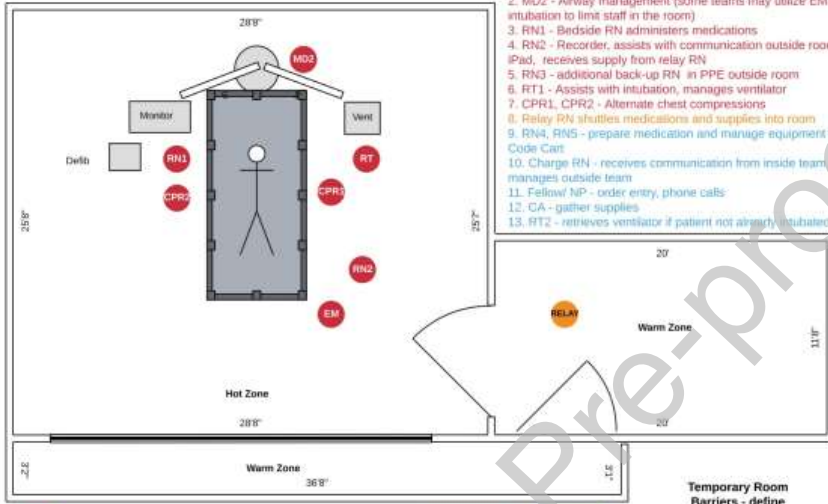 2. MD2 - Airway management (some teams may utilize EM
intubation to limit staff in the room)
3. RN1 - Bedside RN administers medications
4. RN2 - Recorder, assists with communication outside room
iPad, receives supply from relay RN
5. RN3 - additional back-up RN in PPE outside room
6. RT1 - Assists with intubation, manages ventilator
7. CPR1, CPR2 - Alternate chest compressions
8. Relay RN shuttles medications and supplies into room
9. RN4, RN5 - prepare medication and manage equipment
Code Cart
10. Charge RN - receives communication from inside team,
manages outside team
11. Fellow/ NP - order entry, phone calls
12. CA - gather supplies
13. RT2 - retrieves ventilator if patient not already intubated
28'8"
MD2
Monitor
Vent
Defib
RN1
RT
CPR2
CPR1
25'8"
25'7"
RN2
EM
Hot Zone
28'8"
20'
RELAY
Warm Zone
11'8"
20'
Warm Zone
36'8"
3'2"
3'1"
Temporary Room
Barriers - define
Pre-pro